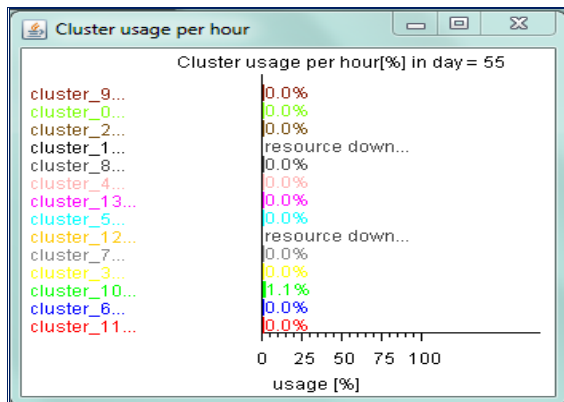 Cluster usage per hour
Cluster usage per hour[%] in day = 55
cluster_9... 0.0%
cluster_0... 0.0%
cluster_2... 0.0%
cluster_1... resource down...
cluster_8... 0.0%
cluster_4... 0.0%
cluster_13... 0.0%
cluster_5... 0.0%
cluster_12... resource down...
cluster_7... 0.0%
cluster_3... 0.0%
cluster_10... 1.1%
cluster_6... 0.0%
cluster_11... 0.0%
0 25 50 75 100
usage [%]